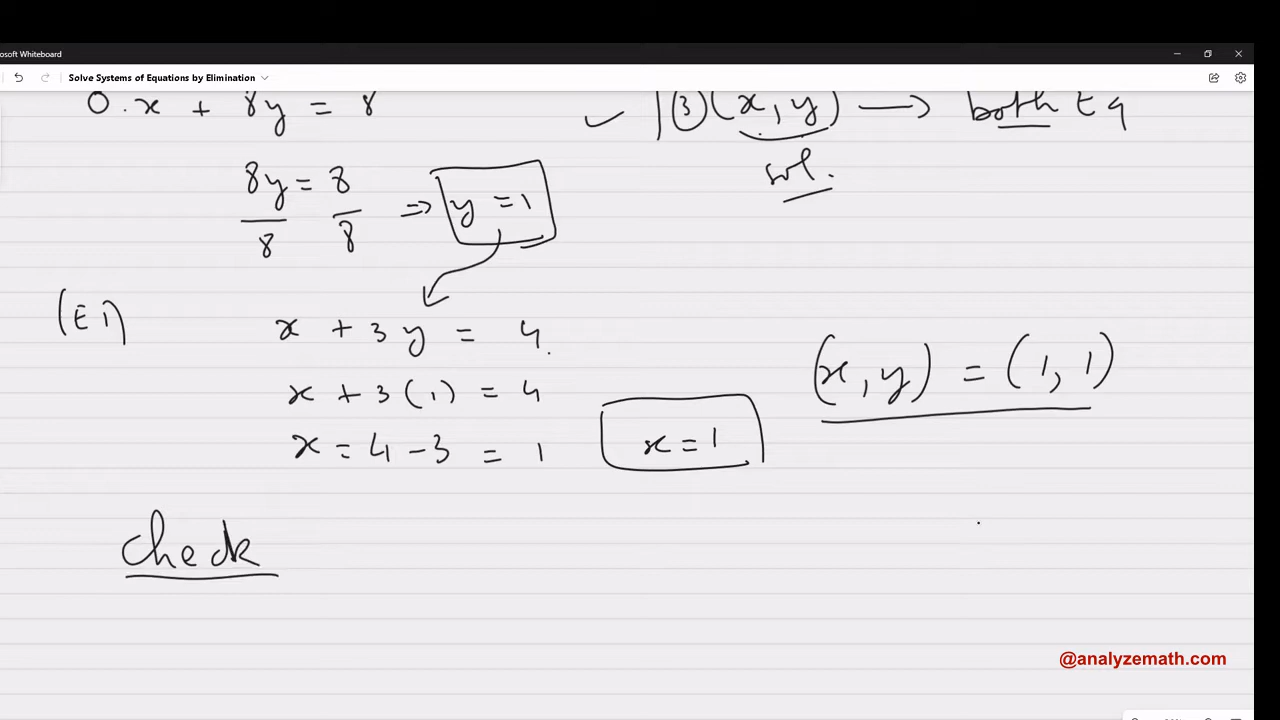 osoft Whiteboard
Solve Systems of Equations by Elimination
0.x + 8y = 8
✓ (3) (x, y) → both Eq
sol.
8y = 8
8 8
⇒ y = 1
(E1)
x + 3y = 4.
x + 3(1) = 4
x = 4 - 3 = 1
x = 1
(x, y) = (1, 1)
check
@analyzemath.com